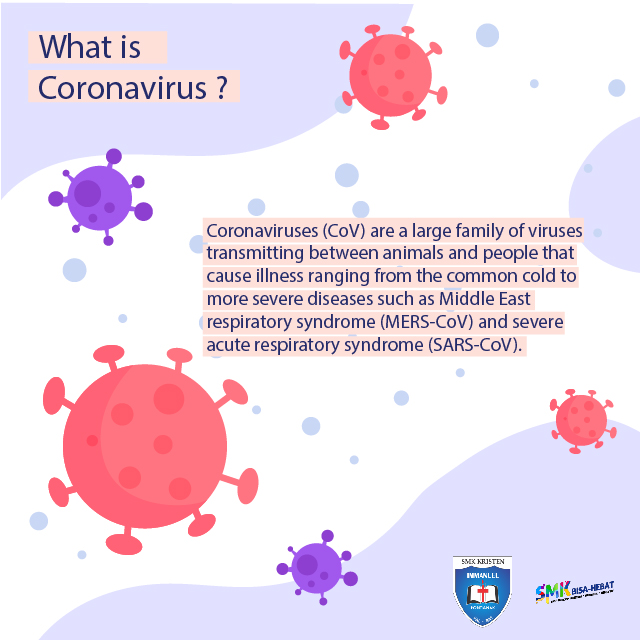 What is
Coronavirus ?
Coronaviruses (CoV) are a large family of viruses
transmitting between animals and people that
cause illness ranging from the common cold to
more severe diseases such as Middle East
respiratory syndrome (MERS-CoV) and severe
acute respiratory syndrome (SARS-CoV).
SMK KRISTEN
PONTIANAK
SMK BISA-HEBAT